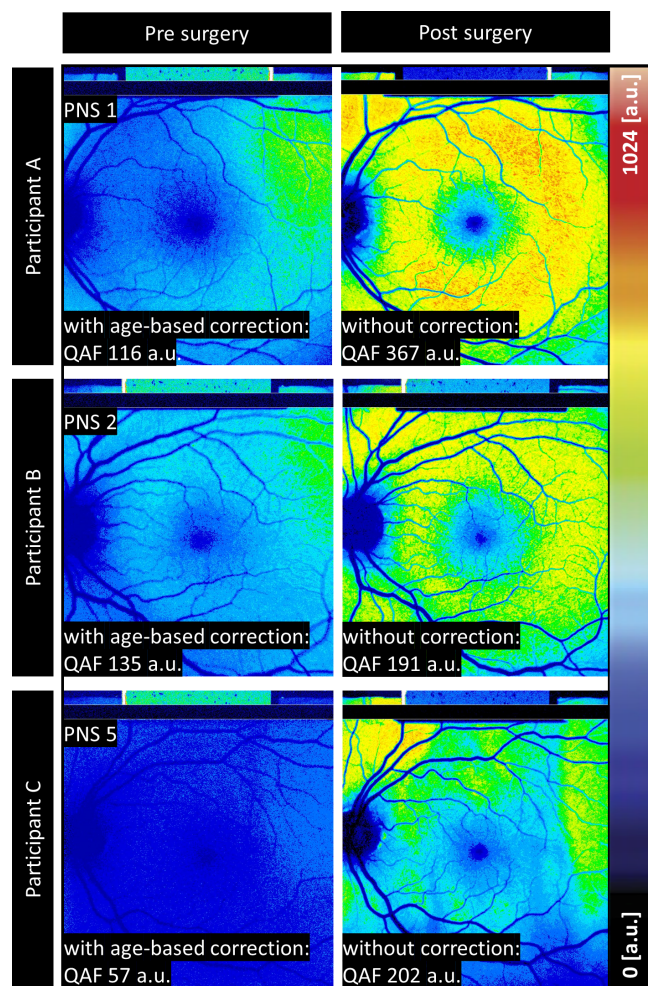 Pre surgery
Post surgery
Participant A
PNS 1
with age-based correction:
QAF 116 a.u.
without correction:
QAF 367 a.u.
Participant B
PNS 2
with age-based correction:
QAF 135 a.u.
without correction:
QAF 191 a.u.
Participant C
PNS 5
with age-based correction:
QAF 57 a.u.
without correction:
QAF 202 a.u.
1024 [a.u.]
0 [a.u.]